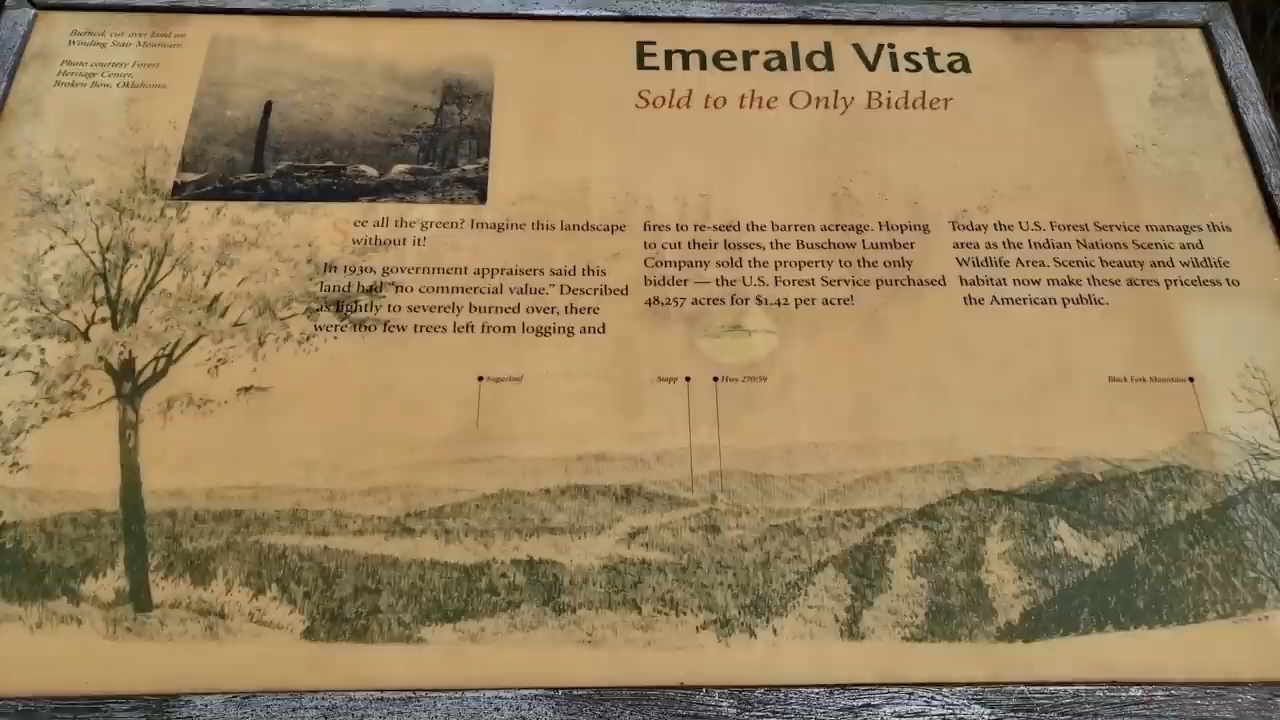 Burned, cut over land on
Winding Stair Mountain.
Photo courtesy Forest
Heritage Center,
Broken Bow, Oklahoma.
Emerald Vista
Sold to the Only Bidder
See all the green? Imagine this landscape
without it!
In 1930, government appraisers said this
land had "no commercial value." Described
as lightly to severely burned over, there
were too few trees left from logging and
fires to re-seed the barren acreage. Hoping
to cut their losses, the Buschow Lumber
Company sold the property to the only
bidder — the U.S. Forest Service purchased
48,257 acres for $1.42 per acre!
Today the U.S. Forest Service manages this
area as the Indian Nations Scenic and
Wildlife Area. Scenic beauty and wildlife
habitat now make these acres priceless to
the American public.
Sugarloaf
Stapp
Hwy 270/59
Black Fork Mountain